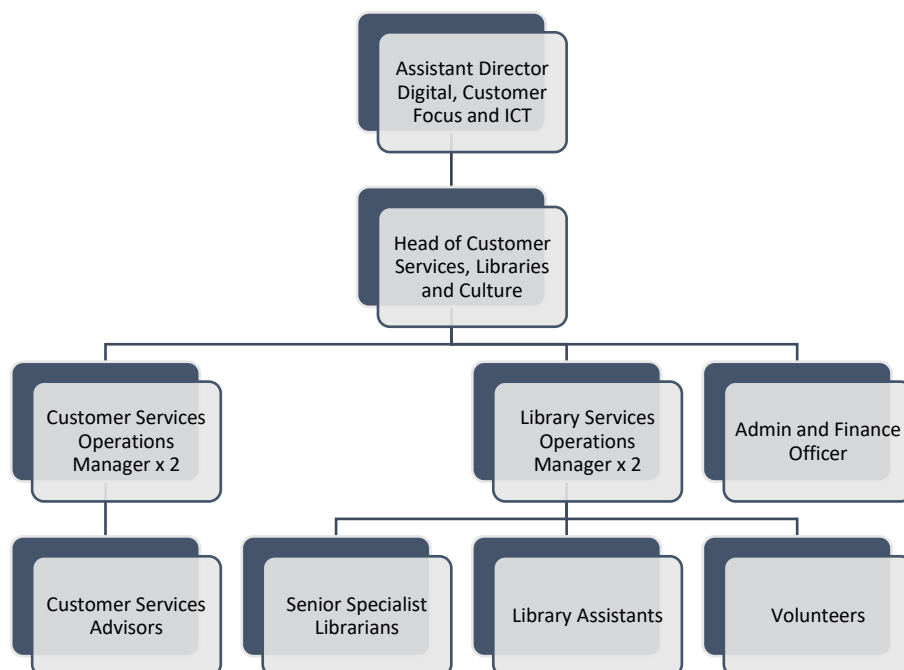 Assistant Director
Digital, Customer
Focus and ICT
Head of Customer
Services, Libraries
and Culture
Customer Services
Operations
Manager x 2
Library Services
Operations
Manager x 2
Admin and Finance
Officer
Customer Services
Advisors
Senior Specialist
Librarians
Library Assistants
Volunteers